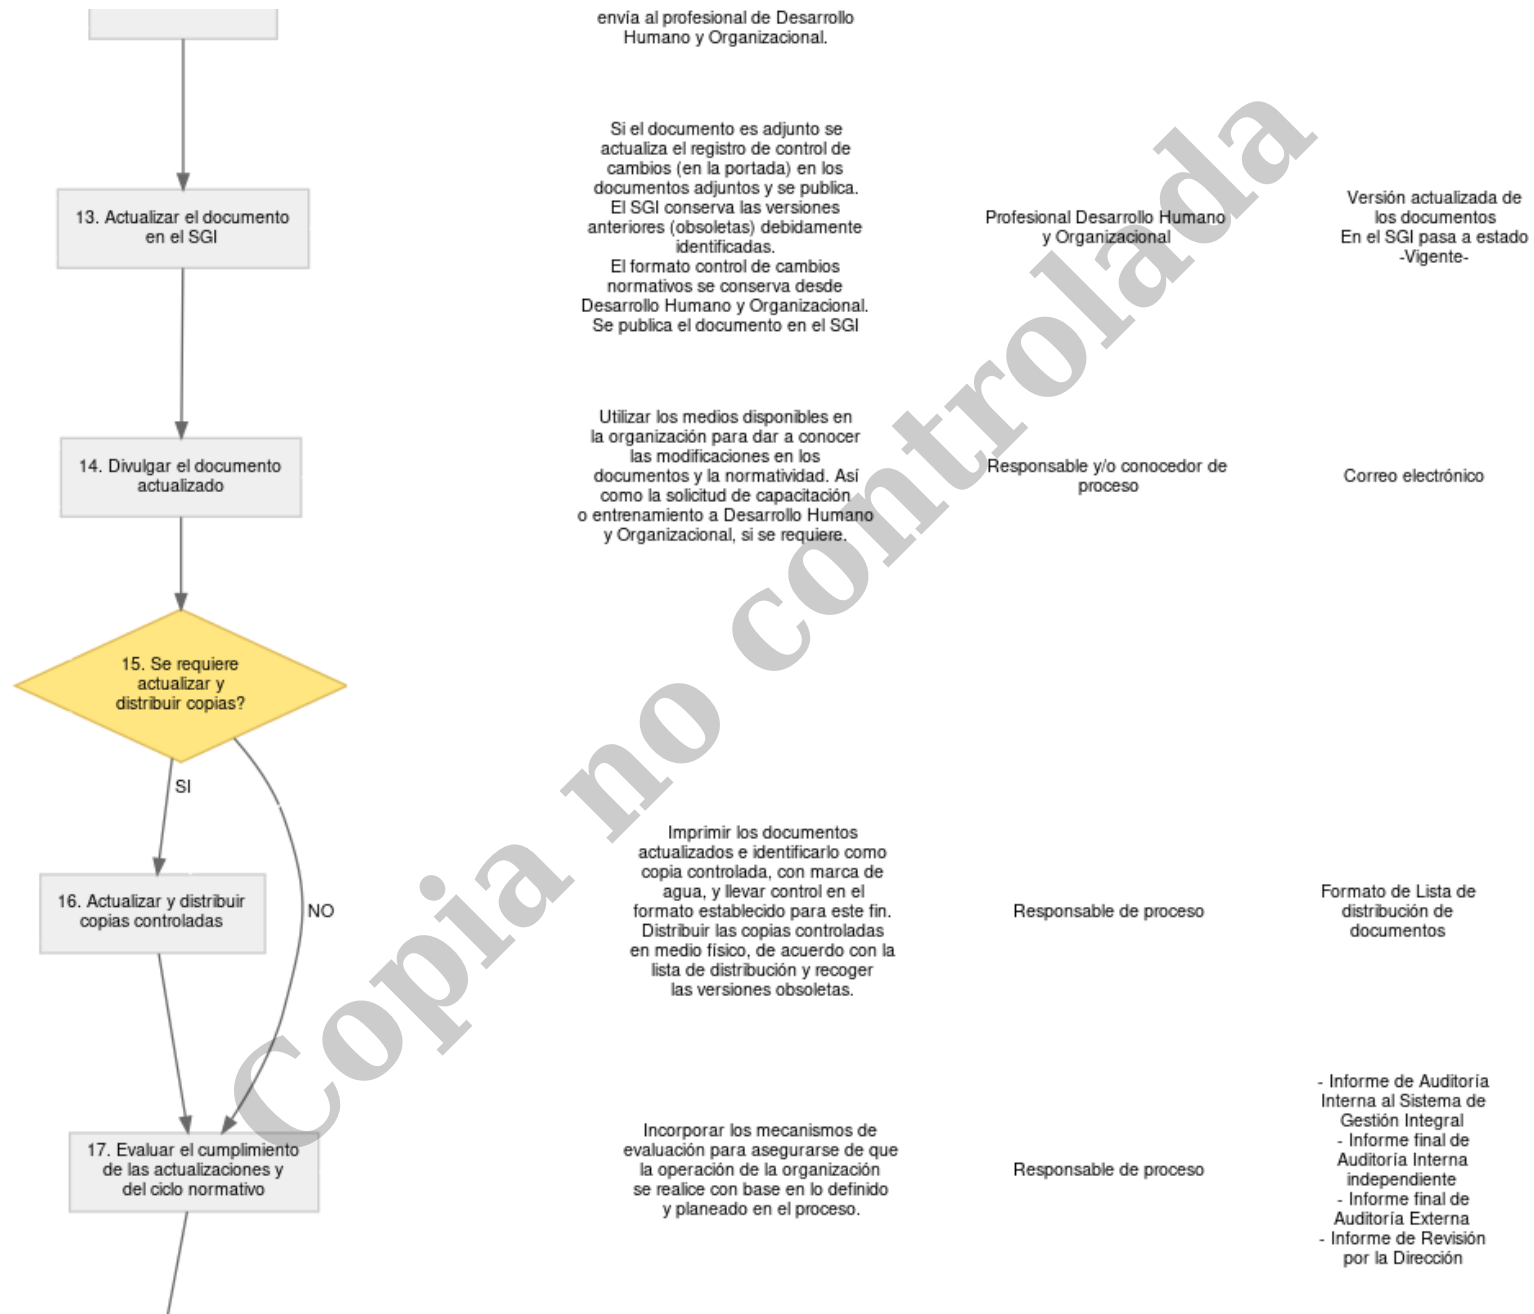 envía al profesional de Desarrollo
Humano y Organizacional.
13. Actualizar el documento
en el SGI
Si el documento es adjunto se
actualiza el registro de control de
cambios (en la portada) en los
documentos adjuntos y se publica.
El SGI conserva las versiones
anteriores (obsoletas) debidamente
identificadas.
El formato control de cambios
normativos se conserva desde
Desarrollo Humano y Organizacional.
Se publica el documento en el SGI
Profesional Desarrollo Humano
y Organizacional
Versión actualizada de
los documentos
En el SGI pasa a estado
-Vigente-
14. Divulgar el documento
actualizado
Utilizar los medios disponibles en
la organización para dar a conocer
las modificaciones en los
documentos y la normatividad. Así
como la solicitud de capacitación
o entrenamiento a Desarrollo Humano
y Organizacional, si se requiere.
Responsable y/o conocedor de
proceso
Correo electrónico
15. Se requiere
actualizar y
distribuir copias?
SI
NO
16. Actualizar y distribuir
copias controladas
Imprimir los documentos
actualizados e identificarlo como
copia controlada, con marca de
agua, y llevar control en el
formato establecido para este fin.
Distribuir las copias controladas
en medio físico, de acuerdo con la
lista de distribución y recoger
las versiones obsoletas.
Responsable de proceso
Formato de Lista de
distribución de
documentos
17. Evaluar el cumplimiento
de las actualizaciones y
del ciclo normativo
Incorporar los mecanismos de
evaluación para asegurarse de que
la operación de la organización
se realice con base en lo definido
y planeado en el proceso.
Responsable de proceso
- Informe de Auditoría
Interna al Sistema de
Gestión Integral
- Informe final de
Auditoría Interna
independiente
- Informe final de
Auditoría Externa
- Informe de Revisión
por la Dirección
Copia no controlada